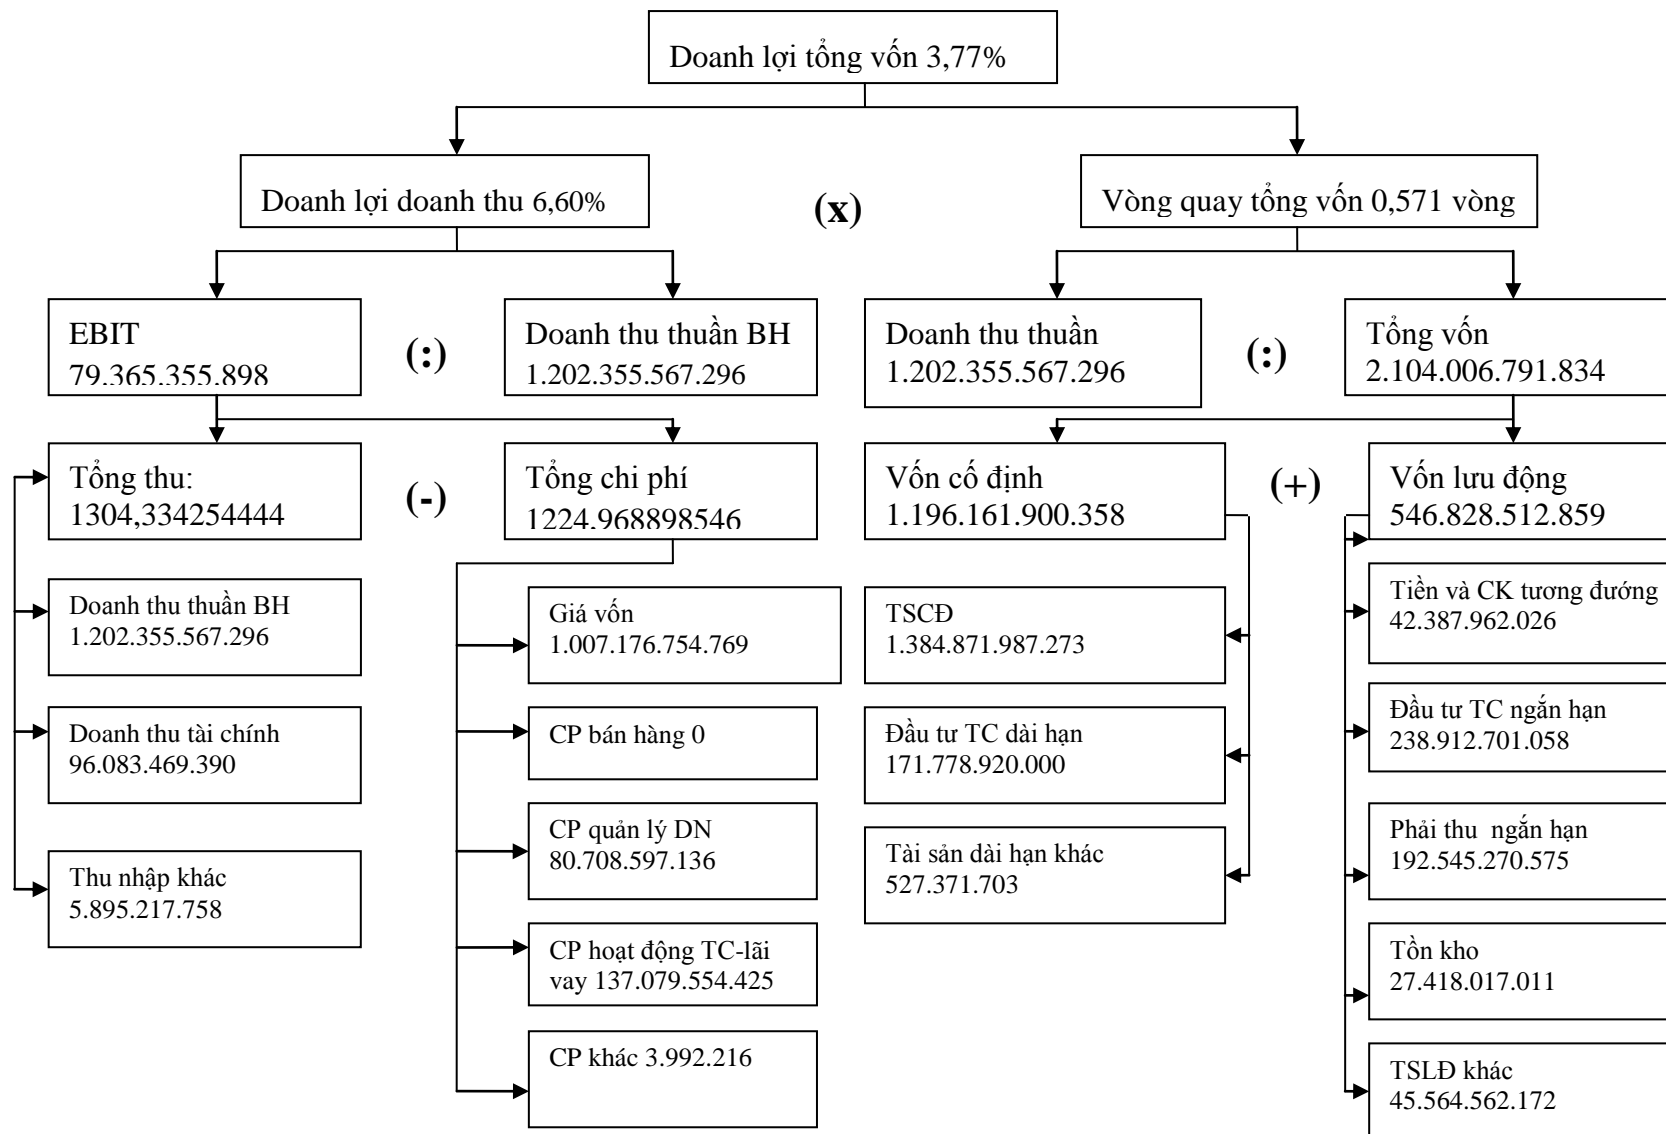 Doanh lợi tổng vốn 3,77%
Doanh lợi doanh thu 6,60%
(x)
Vòng quay tổng vốn 0,571 vòng
EBIT
79.365.355.898
(:)
Doanh thu thuần BH
1.202.355.567.296
Doanh thu thuần
1.202.355.567.296
(:)
Tổng vốn
2.104.006.791.834
Tổng thu:
1304,334254444
(-)
Tổng chi phí
1224.968898546
Vốn cố định
1.196.161.900.358
(+)
Vốn lưu động
546.828.512.859
Doanh thu thuần BH
1.202.355.567.296
Giá vốn
1.007.176.754.769
TSCĐ
1.384.871.987.273
Tiền và CK tương đướng
42.387.962.026
Doanh thu tài chính
96.083.469.390
CP bán hàng 0
Đầu tư TC dài hạn
171.778.920.000
Đầu tư TC ngắn hạn
238.912.701.058
Thu nhập khác
5.895.217.758
CP quản lý DN
80.708.597.136
Tài sản dài hạn khác
527.371.703
Phải thu  ngắn hạn
192.545.270.575
CP hoạt động TC-lãi
vay 137.079.554.425
Tồn kho
27.418.017.011
CP khác 3.992.216
TSLĐ khác
45.564.562.172